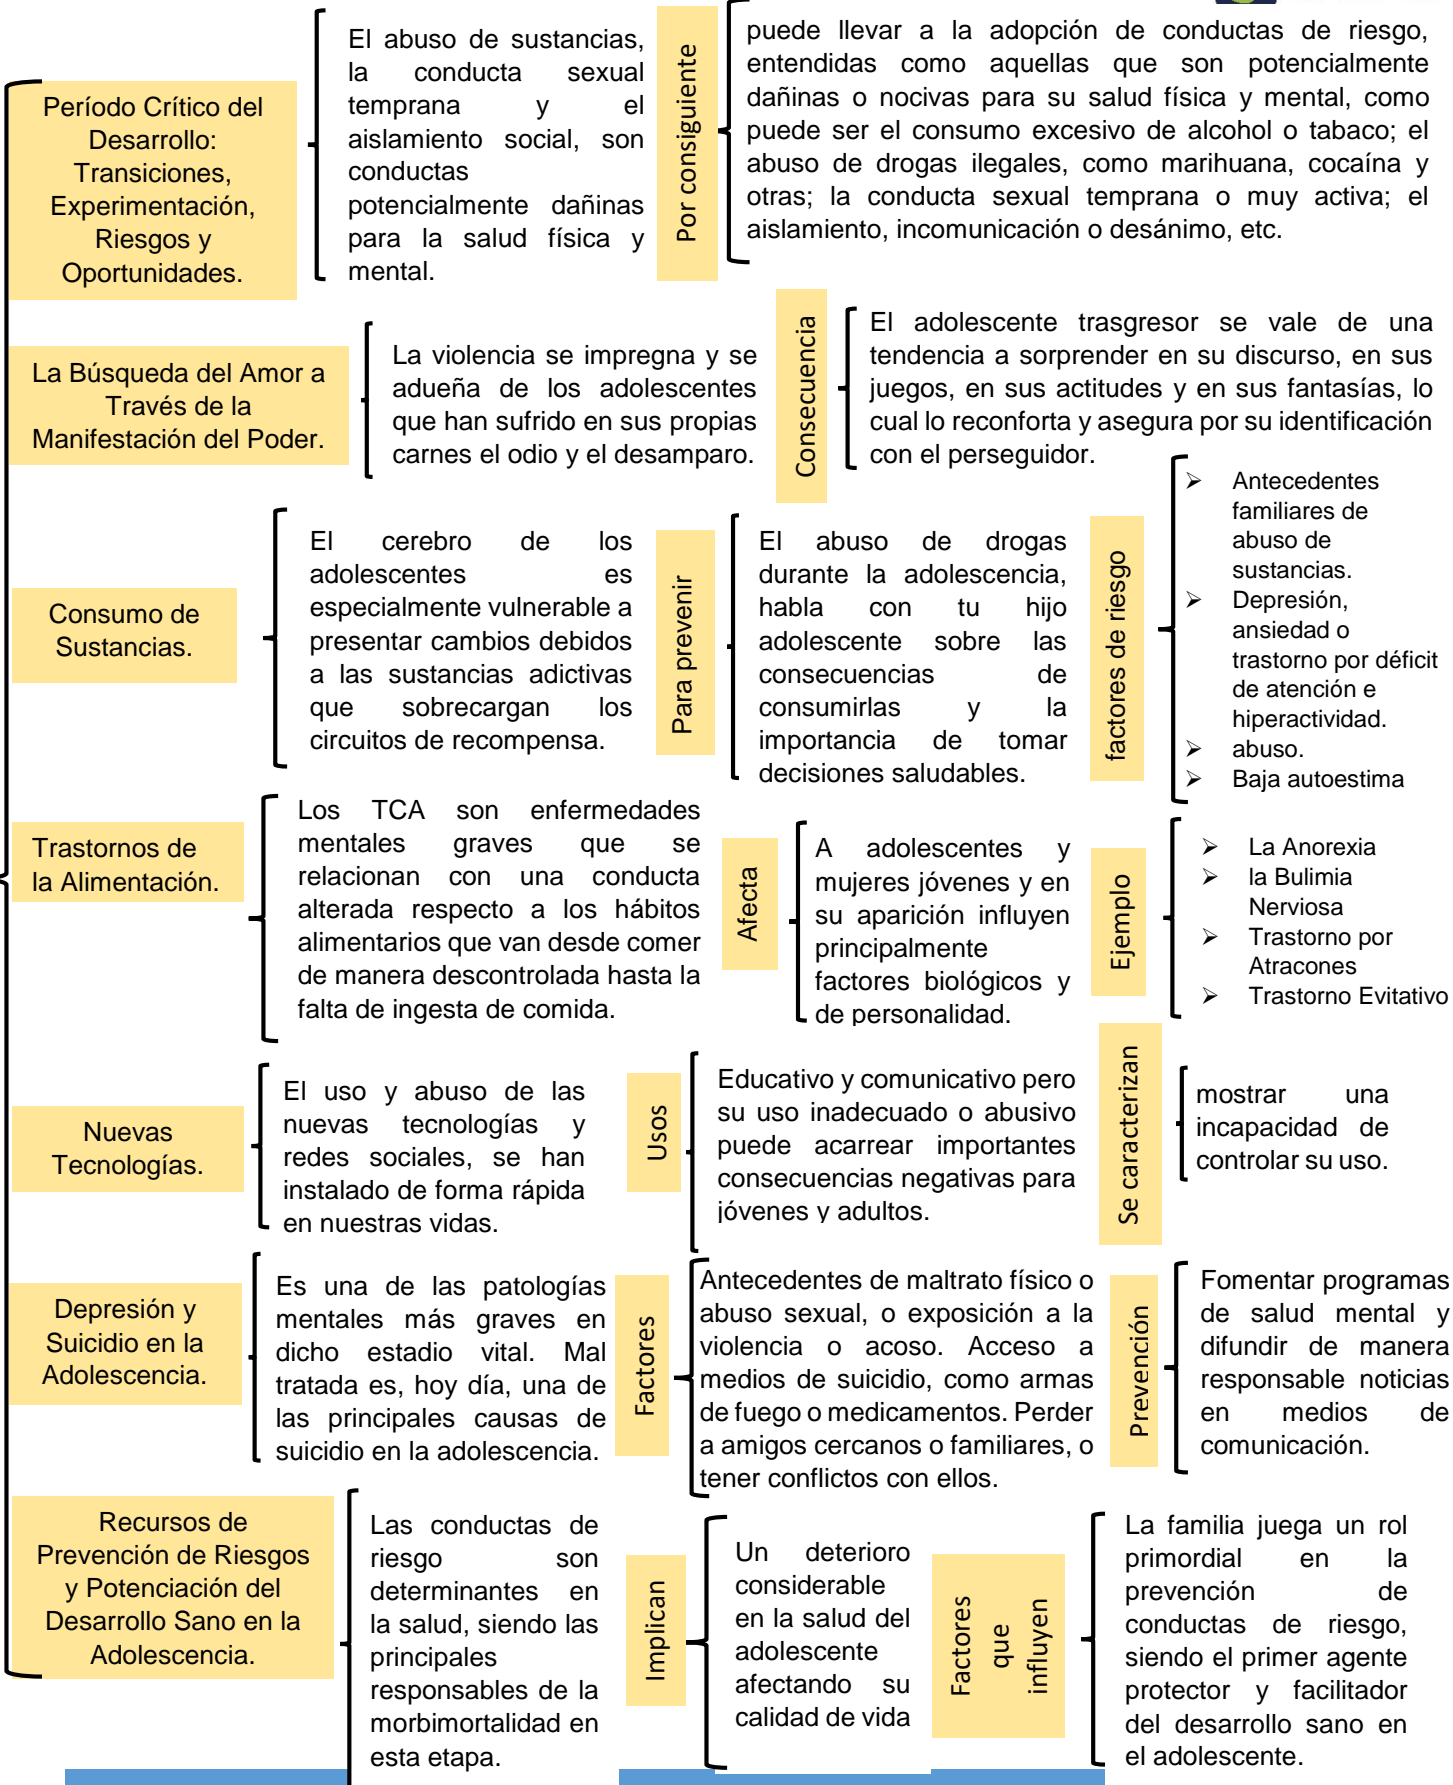 Período Crítico del
Desarrollo:
Transiciones,
Experimentación,
Riesgos y
Oportunidades.
El abuso de sustancias,
la conducta sexual
temprana y el
aislamiento social, son
conductas
potencialmente dañinas
para la salud física y
mental.
Por consiguiente
puede llevar a la adopción de conductas de riesgo,
entendidas como aquellas que son potencialmente
dañinas o nocivas para su salud física y mental, como
puede ser el consumo excesivo de alcohol o tabaco; el
abuso de drogas ilegales, como marihuana, cocaína y
otras; la conducta sexual temprana o muy activa; el
aislamiento, incomunicación o desánimo, etc.
La Búsqueda del Amor a
Través de la
Manifestación del Poder.
La violencia se impregna y se
adueña de los adolescentes
que han sufrido en sus propias
carnes el odio y el desamparo.
Consecuencia
El adolescente trasgresor se vale de una
tendencia a sorprender en su discurso, en sus
juegos, en sus actitudes y en sus fantasías, lo
cual lo reconforta y asegura por su identificación
con el perseguidor.
Consumo de
Sustancias.
El cerebro de los
adolescentes es
especialmente vulnerable a
presentar cambios debidos
a las sustancias adictivas
que sobrecargan los
circuitos de recompensa.
Para prevenir
El abuso de drogas
durante la adolescencia,
habla con tu hijo
adolescente sobre las
consecuencias de
consumirlas y la
importancia de tomar
decisiones saludables.
factores de riesgo
➢ Antecedentes
familiares de
abuso de
sustancias.
➢ Depresión,
ansiedad o
trastorno por déficit
de atención e
hiperactividad.
➢ abuso.
➢ Baja autoestima
Trastornos de
la Alimentación.
Los TCA son enfermedades
mentales graves que se
relacionan con una conducta
alterada respecto a los hábitos
alimentarios que van desde comer
de manera descontrolada hasta la
falta de ingesta de comida.
Afecta
A adolescentes y
mujeres jóvenes y en
su aparición influyen
principalmente
factores biológicos y
de personalidad.
Ejemplo
➢ La Anorexia
➢ la Bulimia
Nerviosa
➢ Trastorno por
Atracones
➢ Trastorno Evitativo
Nuevas
Tecnologías.
El uso y abuso de las
nuevas tecnologías y
redes sociales, se han
instalado de forma rápida
en nuestras vidas.
Usos
Educativo y comunicativo pero
su uso inadecuado o abusivo
puede acarrear importantes
consecuencias negativas para
jóvenes y adultos.
Se caracterizan
mostrar una
incapacidad de
controlar su uso.
Depresión y
Suicidio en la
Adolescencia.
Es una de las patologías
mentales más graves en
dicho estadio vital. Mal
tratada es, hoy día, una de
las principales causas de
suicidio en la adolescencia.
Factores
Antecedentes de maltrato físico o
abuso sexual, o exposición a la
violencia o acoso. Acceso a
medios de suicidio, como armas
de fuego o medicamentos. Perder
a amigos cercanos o familiares, o
tener conflictos con ellos.
Prevención
Fomentar programas
de salud mental y
difundir de manera
responsable noticias
en medios de
comunicación.
Recursos de
Prevención de Riesgos
y Potenciación del
Desarrollo Sano en la
Adolescencia.
Las conductas de
riesgo son
determinantes en
la salud, siendo las
principales
responsables de la
morbimortalidad en
esta etapa.
Implican
Un deterioro
considerable
en la salud del
adolescente
afectando su
calidad de vida
Factores
que
influyen
La familia juega un rol
primordial en la
prevención de
conductas de riesgo,
siendo el primer agente
protector y facilitador
del desarrollo sano en
el adolescente.